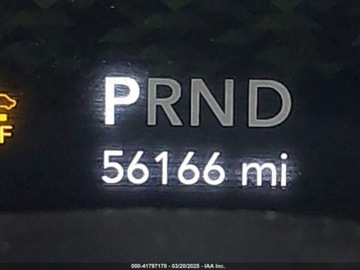 PRND
F
56166 mi
000-41797178 - 03/20/2025 - IAA Inc.